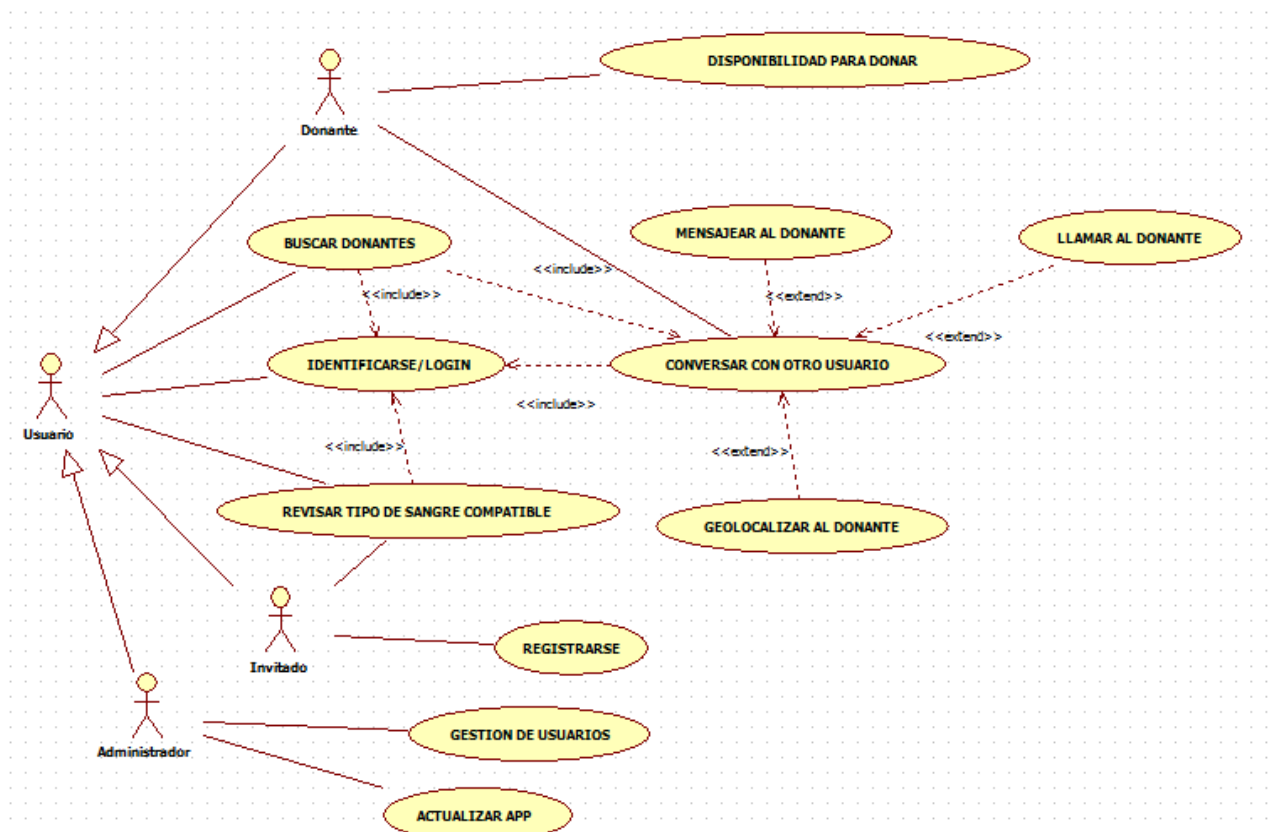 DISPONIBILIDAD PARA DONAR
Donante
MENSAJEAR AL DONANTE
LLAMAR AL DONANTE
BUSCAR DONANTES
<<include>>
<<include>>
<<extend>>
<<extend>>
IDENTIFICARSE/LOGIN
CONVERSAR CON OTRO USUARIO
<<include>>
Usuario
<<include>>
<<extend>>
REVISAR TIPO DE SANGRE COMPATIBLE
GEOLOCALIZAR AL DONANTE
REGISTRARSE
Invitado
GESTION DE USUARIOS
Administrador
ACTUALIZAR APP